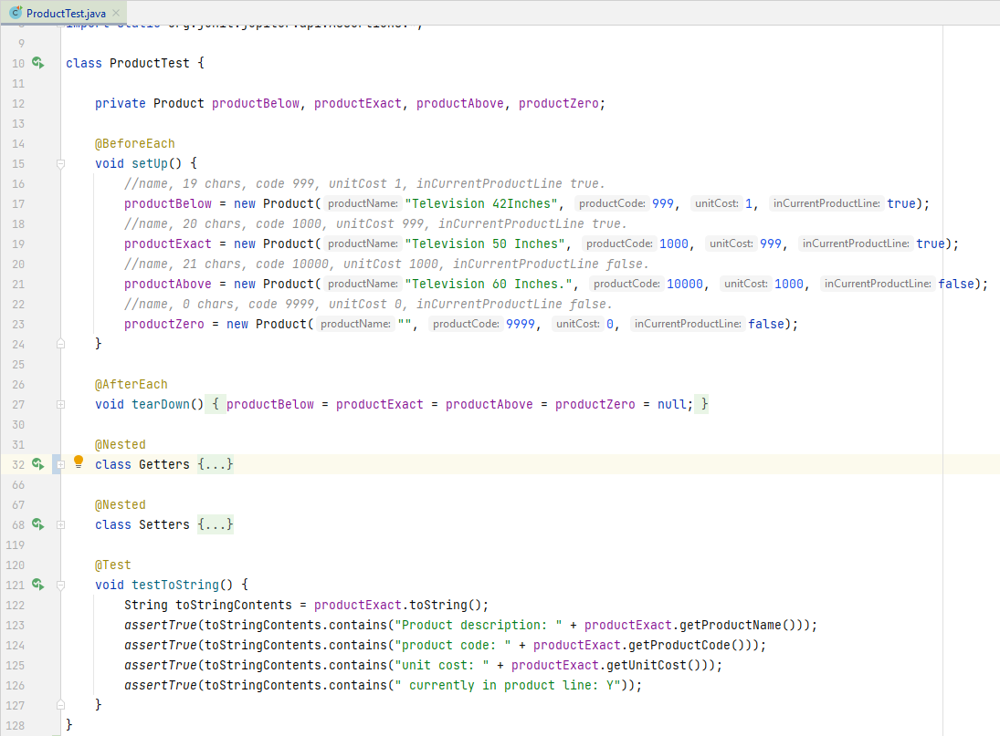 ProductTest.java
8 import static org.junit.jupiter.api.Assertions.*;
9
10 class ProductTest {
11
12 private Product productBelow, productExact, productAbove, productZero;
13
14 @BeforeEach
15 void setUp() {
16 //name, 19 chars, code 999, unitCost 1, inCurrentProductLine true.
17 productBelow = new Product( productName: "Television 42Inches", productCode: 999, unitCost: 1, inCurrentProductLine: true);
18 //name, 20 chars, code 1000, unitCost 999, inCurrentProductLine true.
19 productExact = new Product( productName: "Television 50 Inches", productCode: 1000, unitCost: 999, inCurrentProductLine: true);
20 //name, 21 chars, code 10000, unitCost 1000, inCurrentProductLine false.
21 productAbove = new Product( productName: "Television 60 Inches.", productCode: 10000, unitCost: 1000, inCurrentProductLine: false);
22 //name, 0 chars, code 9999, unitCost 0, inCurrentProductLine false.
23 productZero = new Product( productName: "", productCode: 9999, unitCost: 0, inCurrentProductLine: false);
24 }
25
26 @AfterEach
27 void tearDown() { productBelow = productExact = productAbove = productZero = null; }
30
31 @Nested
32 class Getters {...}
66
67 @Nested
68 class Setters {...}
119
120 @Test
121 void testToString() {
122 String toStringContents = productExact.toString();
123 assertTrue(toStringContents.contains("Product description: " + productExact.getProductName()));
124 assertTrue(toStringContents.contains("product code: " + productExact.getProductCode()));
125 assertTrue(toStringContents.contains("unit cost: " + productExact.getUnitCost()));
126 assertTrue(toStringContents.contains(" currently in product line: Y"));
127 }
128 }